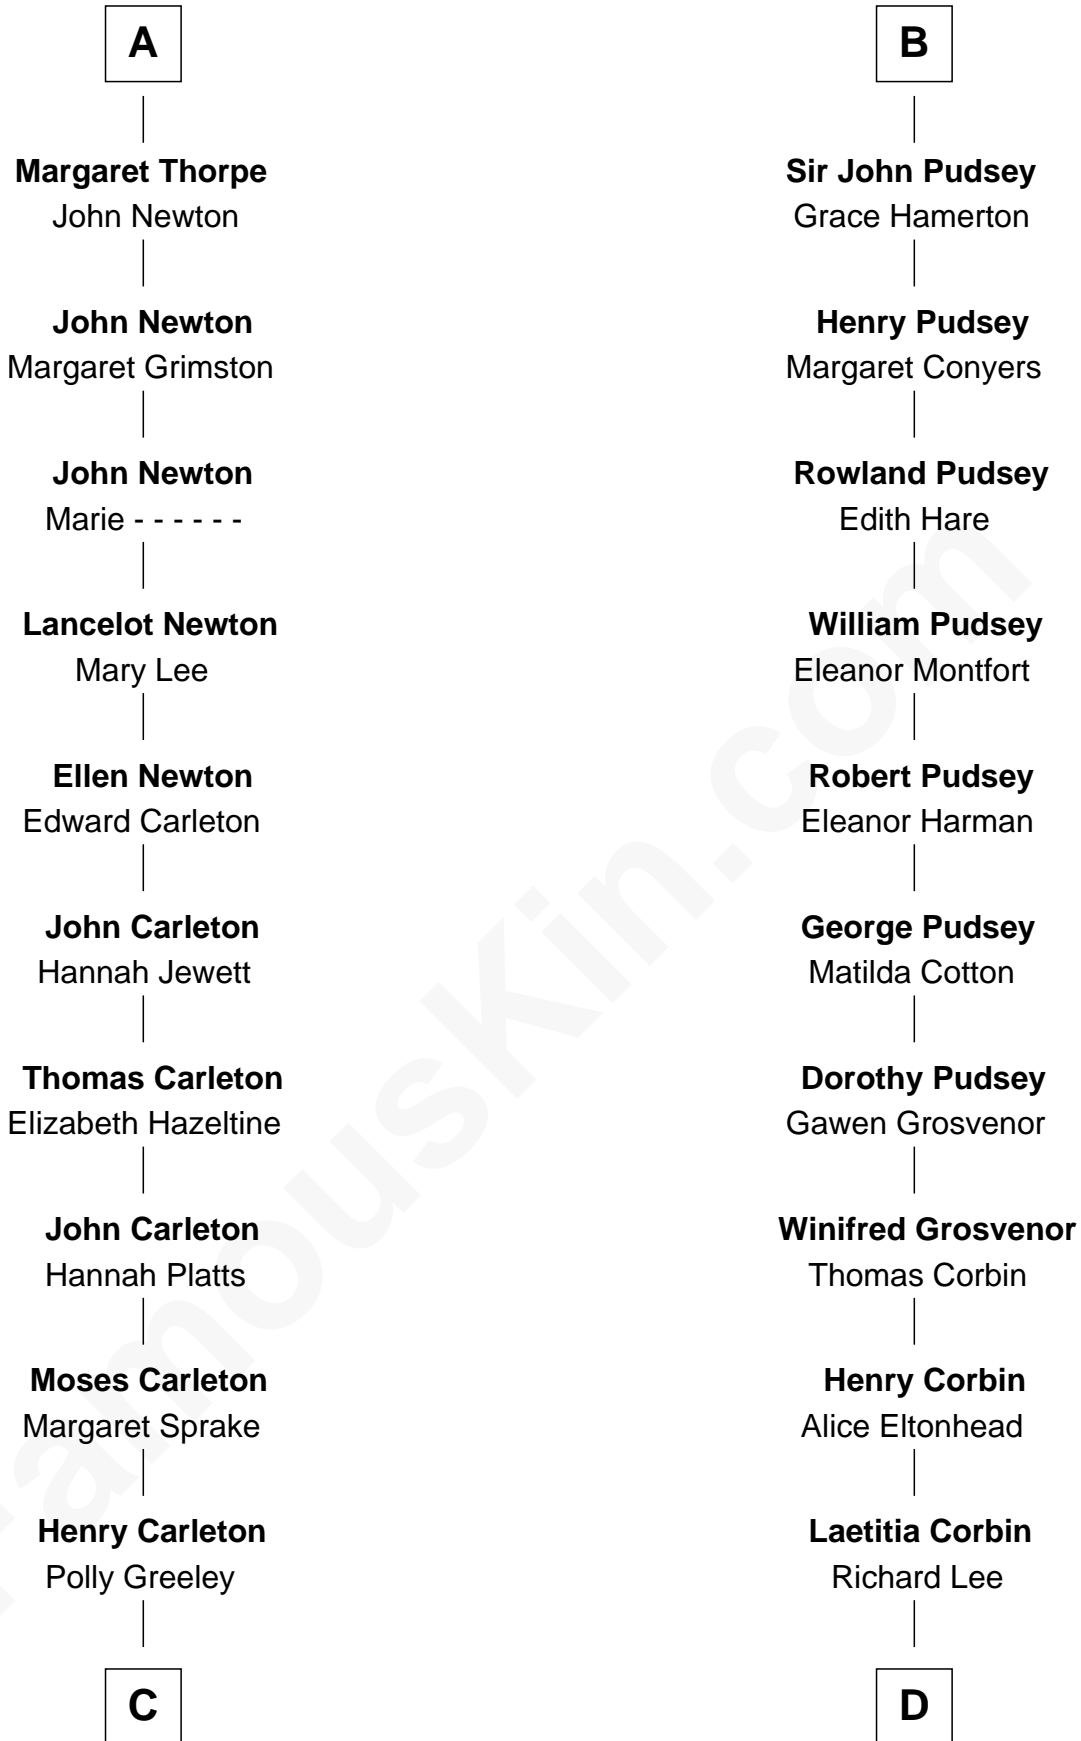 A
Margaret Thorpe
John Newton
John Newton
Margaret Grimston
John Newton
Marie - - - - - -
Lancelot Newton
Mary Lee
Ellen Newton
Edward Carleton
John Carleton
Hannah Jewett
Thomas Carleton
Elizabeth Hazeltine
John Carleton
Hannah Platts
Moses Carleton
Margaret Sprake
Henry Carleton
Polly Greeley
C
B
Sir John Pudsey
Grace Hamerton
Henry Pudsey
Margaret Conyers
Rowland Pudsey
Edith Hare
William Pudsey
Eleanor Montfort
Robert Pudsey
Eleanor Harman
George Pudsey
Matilda Cotton
Dorothy Pudsey
Gawen Grosvenor
Winifred Grosvenor
Thomas Corbin
Henry Corbin
Alice Eltonhead
Laetitia Corbin
Richard Lee
D
FamousKin.com